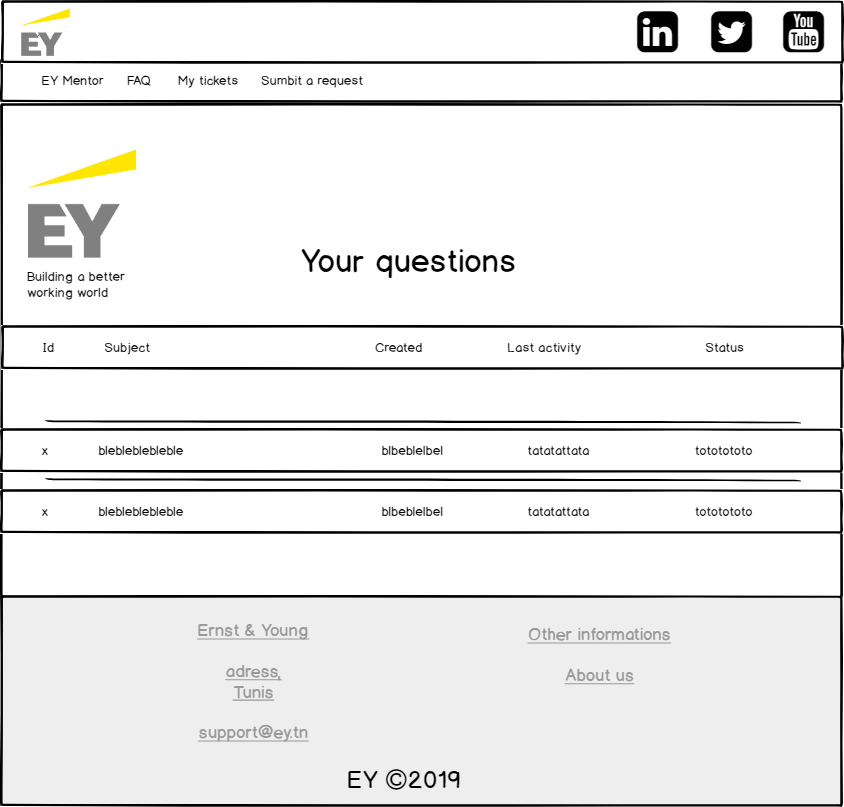 EY
in
You
Tube
EY Mentor FAQ My tickets Sumbit a request
EY
Building a better
working world
Your questions
Id Subject Created Last activity Status
x blebleblebleble blbeblelbel tatatattata tototototo
x blebleblebleble blbeblelbel tatatattata tototototo
Ernst & Young
Other informations
adress,
Tunis
About us
support@ey.tn
EY ©2019